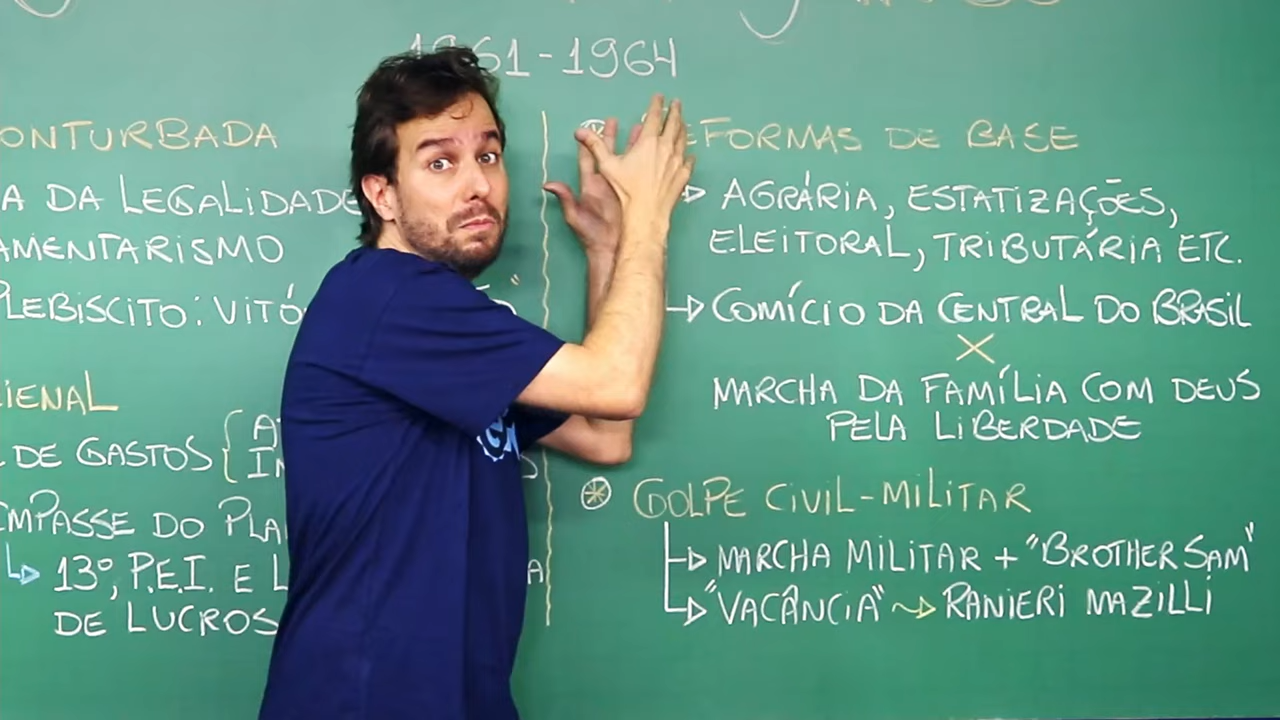 1961-1964
ONTURBADA
A DA LEGALIDADE
AMENTARISMO
PLEBISCITO: VITÓ
IENAL
DE GASTOS
IMPASSE DO PLA
13º, P.E.I. E L
DE LUCROS
REFORMAS DE BASE
AGRÁRIA, ESTATIZAÇÕES,
ELEITORAL, TRIBUTÁRIA ETC.
COMÍCIO DA CENTRAL DO BRASIL
X
MARCHA DA FAMÍLIA COM DEUS
PELA LIBERDADE
GOLPE CIVIL-MILITAR
MARCHA MILITAR + "BROTHER SAM"
"VACÂNCIA" RANIERI MAZILLI